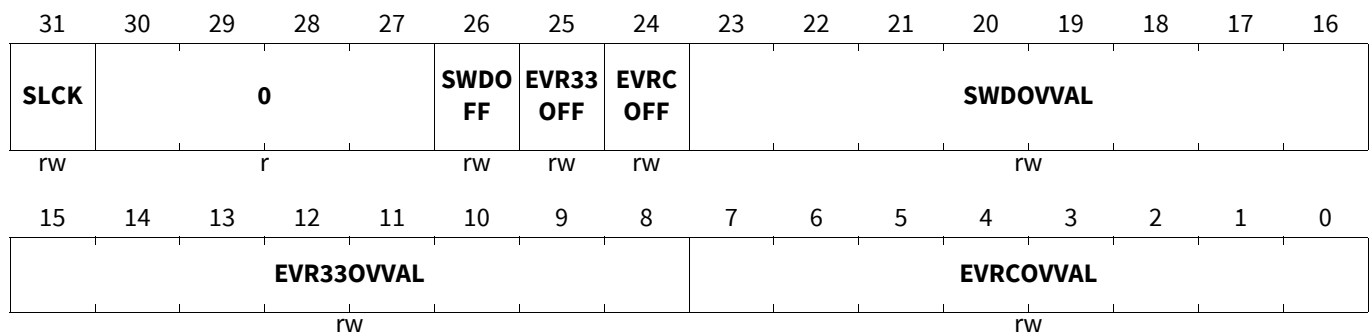 31 30 29 28 27 26 25 24 23 22 21 20 19 18 17 16
SLCK 0 SWDO FF EVR33 OFF EVRC OFF SWDOVVAL
rw r rw rw rw rw
15 14 13 12 11 10 9 8 7 6 5 4 3 2 1 0
EVR33OVVAL EVRCOVVAL
rw rw